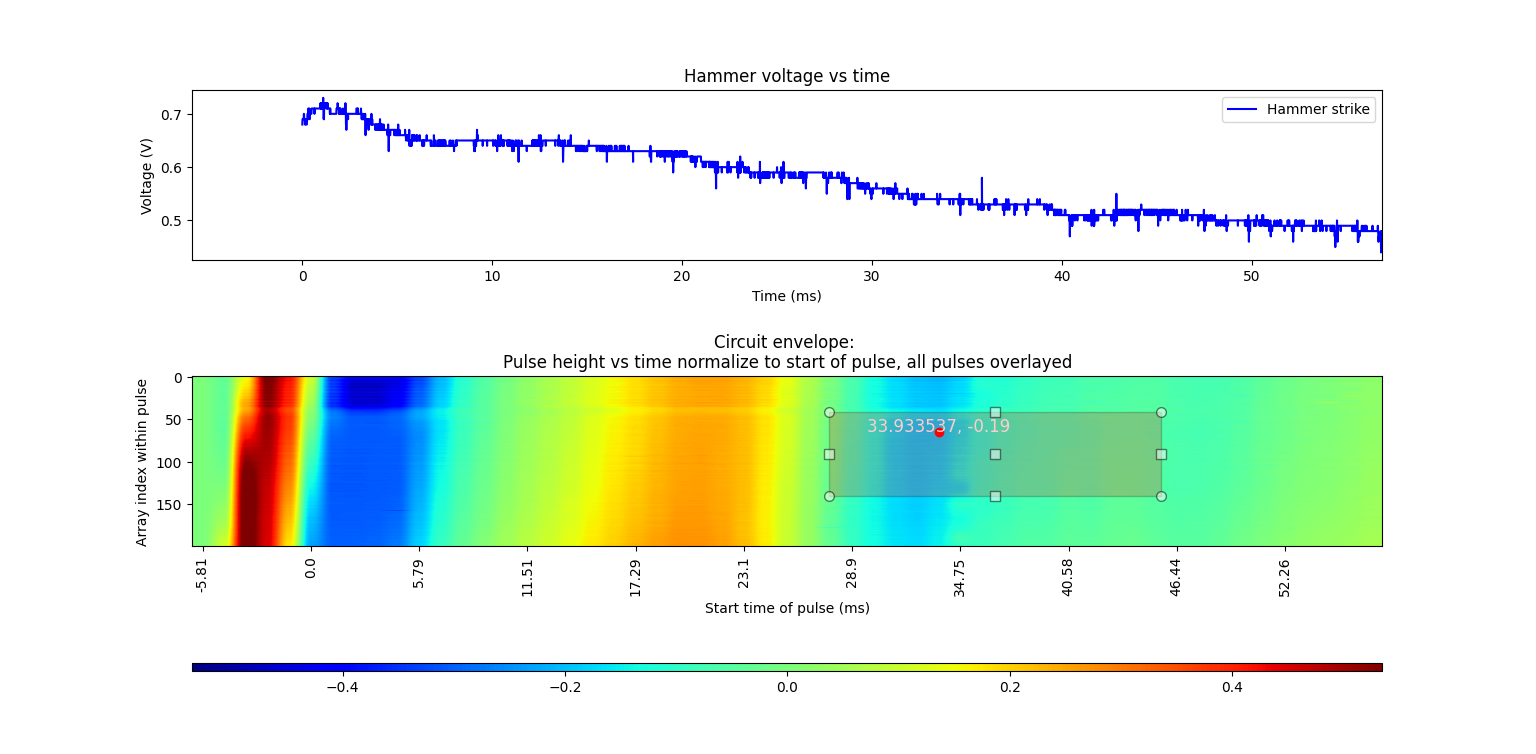 Hammer voltage vs time
Hammer strike
0.7
0.6
0.5
Voltage (V)
0 10 20 30 40 50
Time (ms)
Circuit envelope:
Pulse height vs time normalize to start of pulse, all pulses overlayed
0
50
100
150
Array index within pulse
33.933537, -0.19
-5.81 0.0 5.79 11.51 17.29 23.1 28.9 34.75 40.58 46.44 52.26
Start time of pulse (ms)
−0.4 −0.2 0.0 0.2 0.4